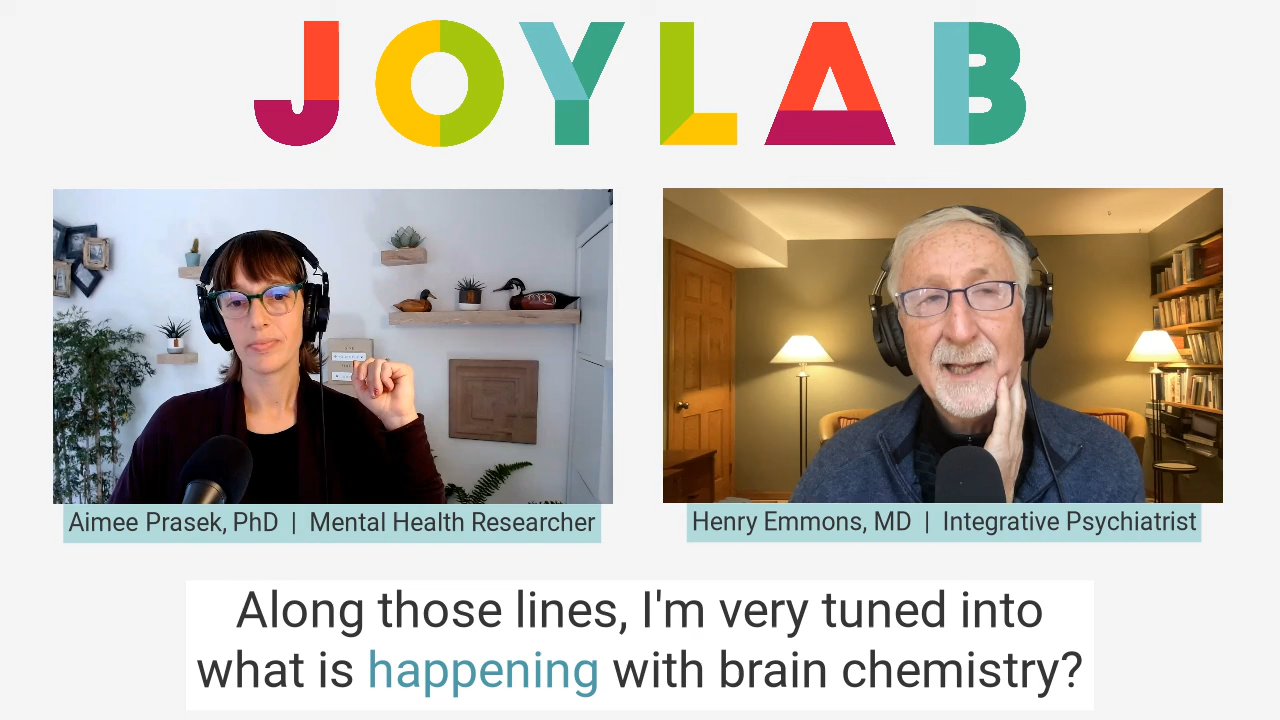 JOYLAB
Aimee Prasek, PhD | Mental Health Researcher
Henry Emmons, MD | Integrative Psychiatrist
Along those lines, I'm very tuned into
what is happening with brain chemistry?